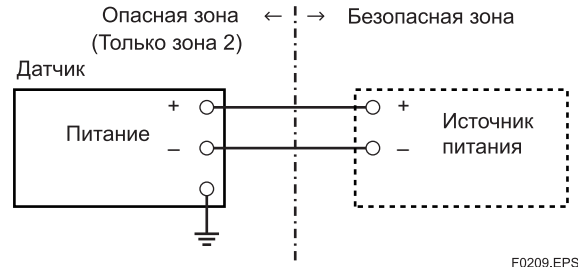 Опасная зона ← → Безопасная зона
(Только зона 2)
Датчик
Питание
+
–
+
–
Источник
питания
F0209.EPS